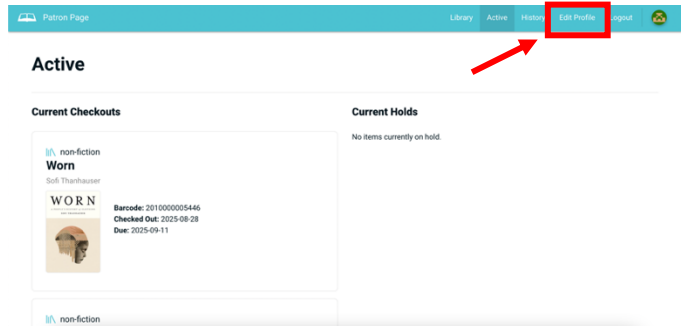 Patron Page
Library Active History Edit Profile Logout
Active
Current Checkouts
Current Holds
No items currently on hold.
non-fiction
Worn
Sofi Thanhauser
WORN
Barcode: 2010000005446
Checked Out: 2025-08-28
Due: 2025-09-11
non-fiction